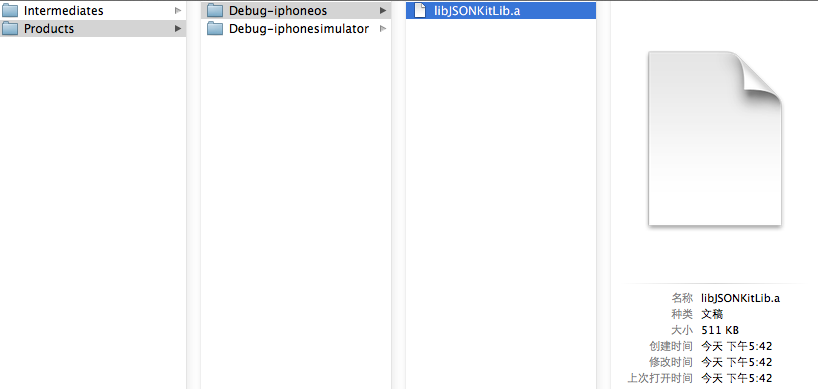 Intermediates
Products
Debug-iphoneos
Debug-iphonesimulator
libJSONKitLib.a
名称 libJSONKitLib.a
种类 文稿
大小 511 KB
创建时间 今天 下午5:42
修改时间 今天 下午5:42
上次打开时间 今天 下午5:42